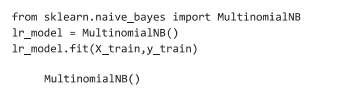 from sklearn.naive_bayes import MultinomialNB
lr_model = MultinomialNB()
lr_model.fit(X_train,y_train)
MultinomialNB()